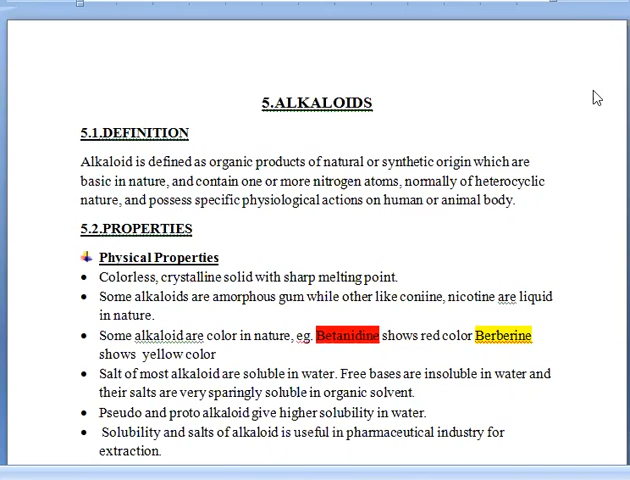 5.ALKALOIDS
5.1.DEFINITION
Alkaloid is defined as organic products of natural or synthetic origin which are
basic in nature, and contain one or more nitrogen atoms, normally of heterocyclic
nature, and possess specific physiological actions on human or animal body.
5.2.PROPERTIES
Physical Properties
• Colorless, crystalline solid with sharp melting point.
• Some alkaloids are amorphous gum while other like coniine, nicotine are liquid
in nature.
• Some alkaloid are color in nature, eg. Betanidine shows red color Berberine
shows yellow color
• Salt of most alkaloid are soluble in water. Free bases are insoluble in water and
their salts are very sparingly soluble in organic solvent.
• Pseudo and proto alkaloid give higher solubility in water.
• Solubility and salts of alkaloid is useful in pharmaceutical industry for
extraction.